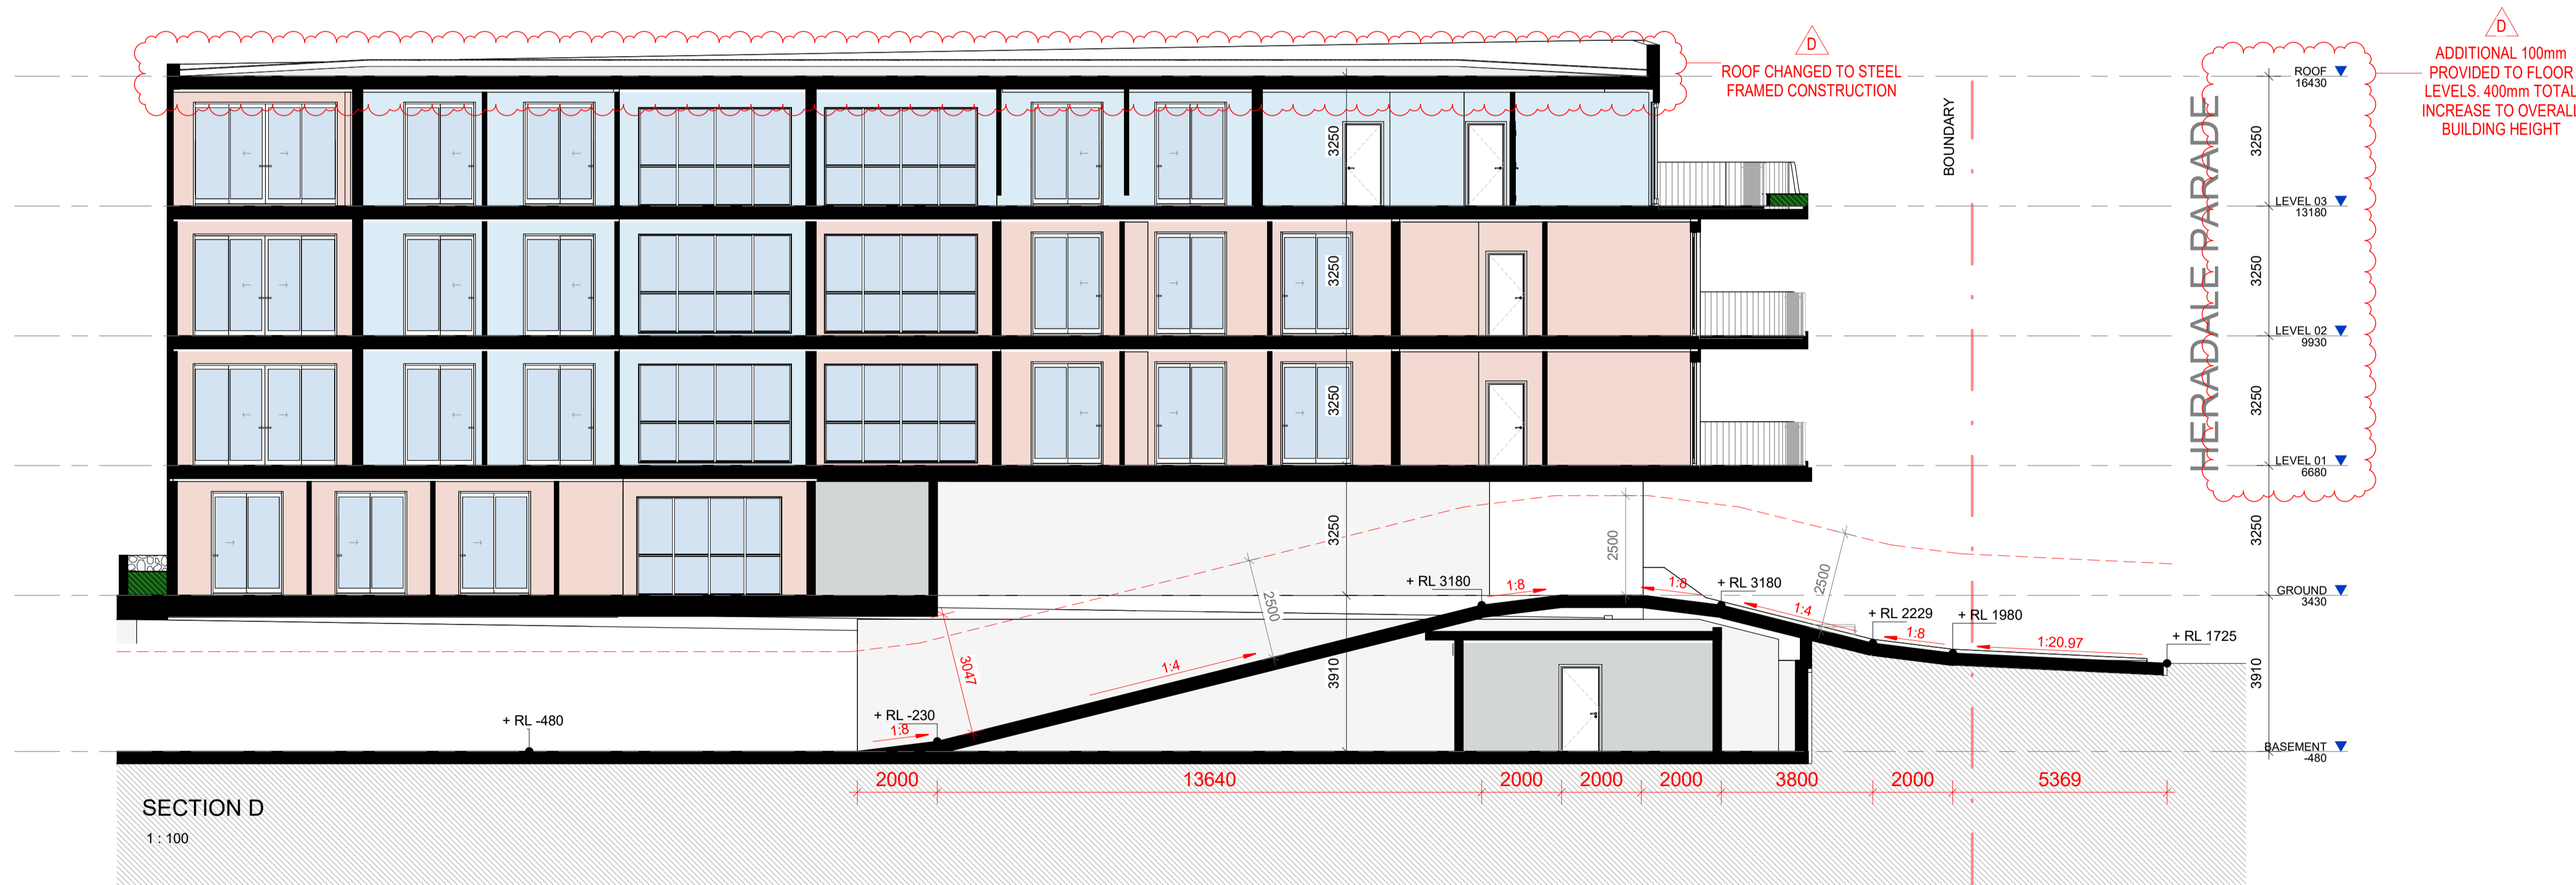 D
ROOF CHANGED TO STEEL
FRAMED CONSTRUCTION
D
ADDITIONAL 100mm
PROVIDED TO FLOOR
LEVELS. 400mm TOTAL
INCREASE TO OVERALL
BUILDING HEIGHT
BOUNDARY
HERADALE PARADE
ROOF
16430
3250
3250
LEVEL 03
13180
3250
3250
LEVEL 02
9930
3250
3250
LEVEL 01
6680
3250
3250
2500
2500
2500
GROUND
3430
+ RL 3180
1:8
1:8
+ RL 3180
1:4
+ RL 2229
1:8
+ RL 1980
1:20.97
+ RL 1725
3047
1:4
3910
3910
+ RL -480
+ RL -230
1:8
BASEMENT
-480
2000
13640
2000
2000
2000
3800
2000
5369
SECTION D
1 : 100